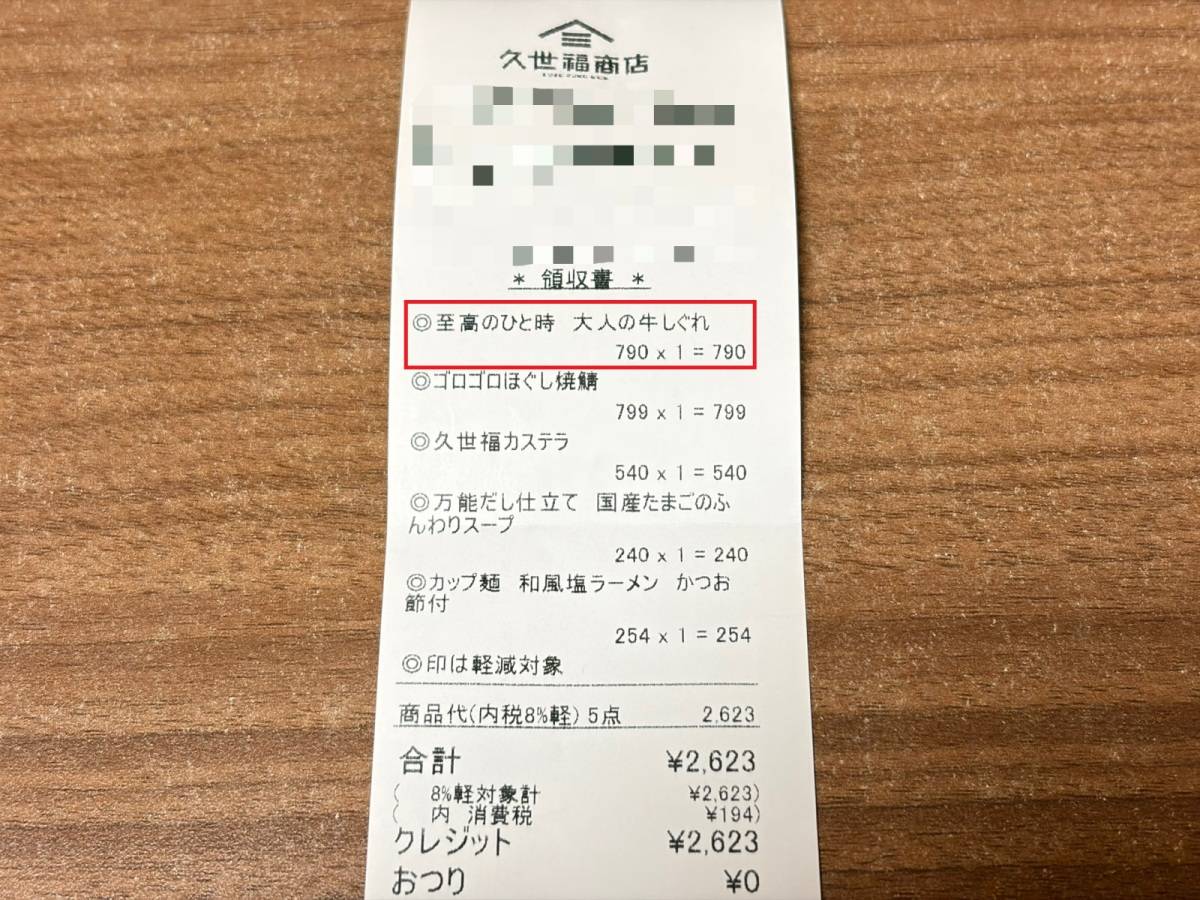 久世福商店
* 領収書 *
◎至高のひと時 大人の牛しぐれ
790 x 1 = 790
◎ゴロゴロほぐし焼鯖
799 x 1 = 799
◎久世福カステラ
540 x 1 = 540
◎万能だし仕立て 国産たまごのふ
んわりスープ
240 x 1 = 240
◎カップ麺 和風塩ラーメン かつお
節付
254 x 1 = 254
◎印は軽減対象
商品代(内税8%軽) 5点 2,623
合計 ¥2,623
( 8%軽対象計 ¥2,623)
( 内 消費税 ¥194)
クレジット ¥2,623
おつり ¥0